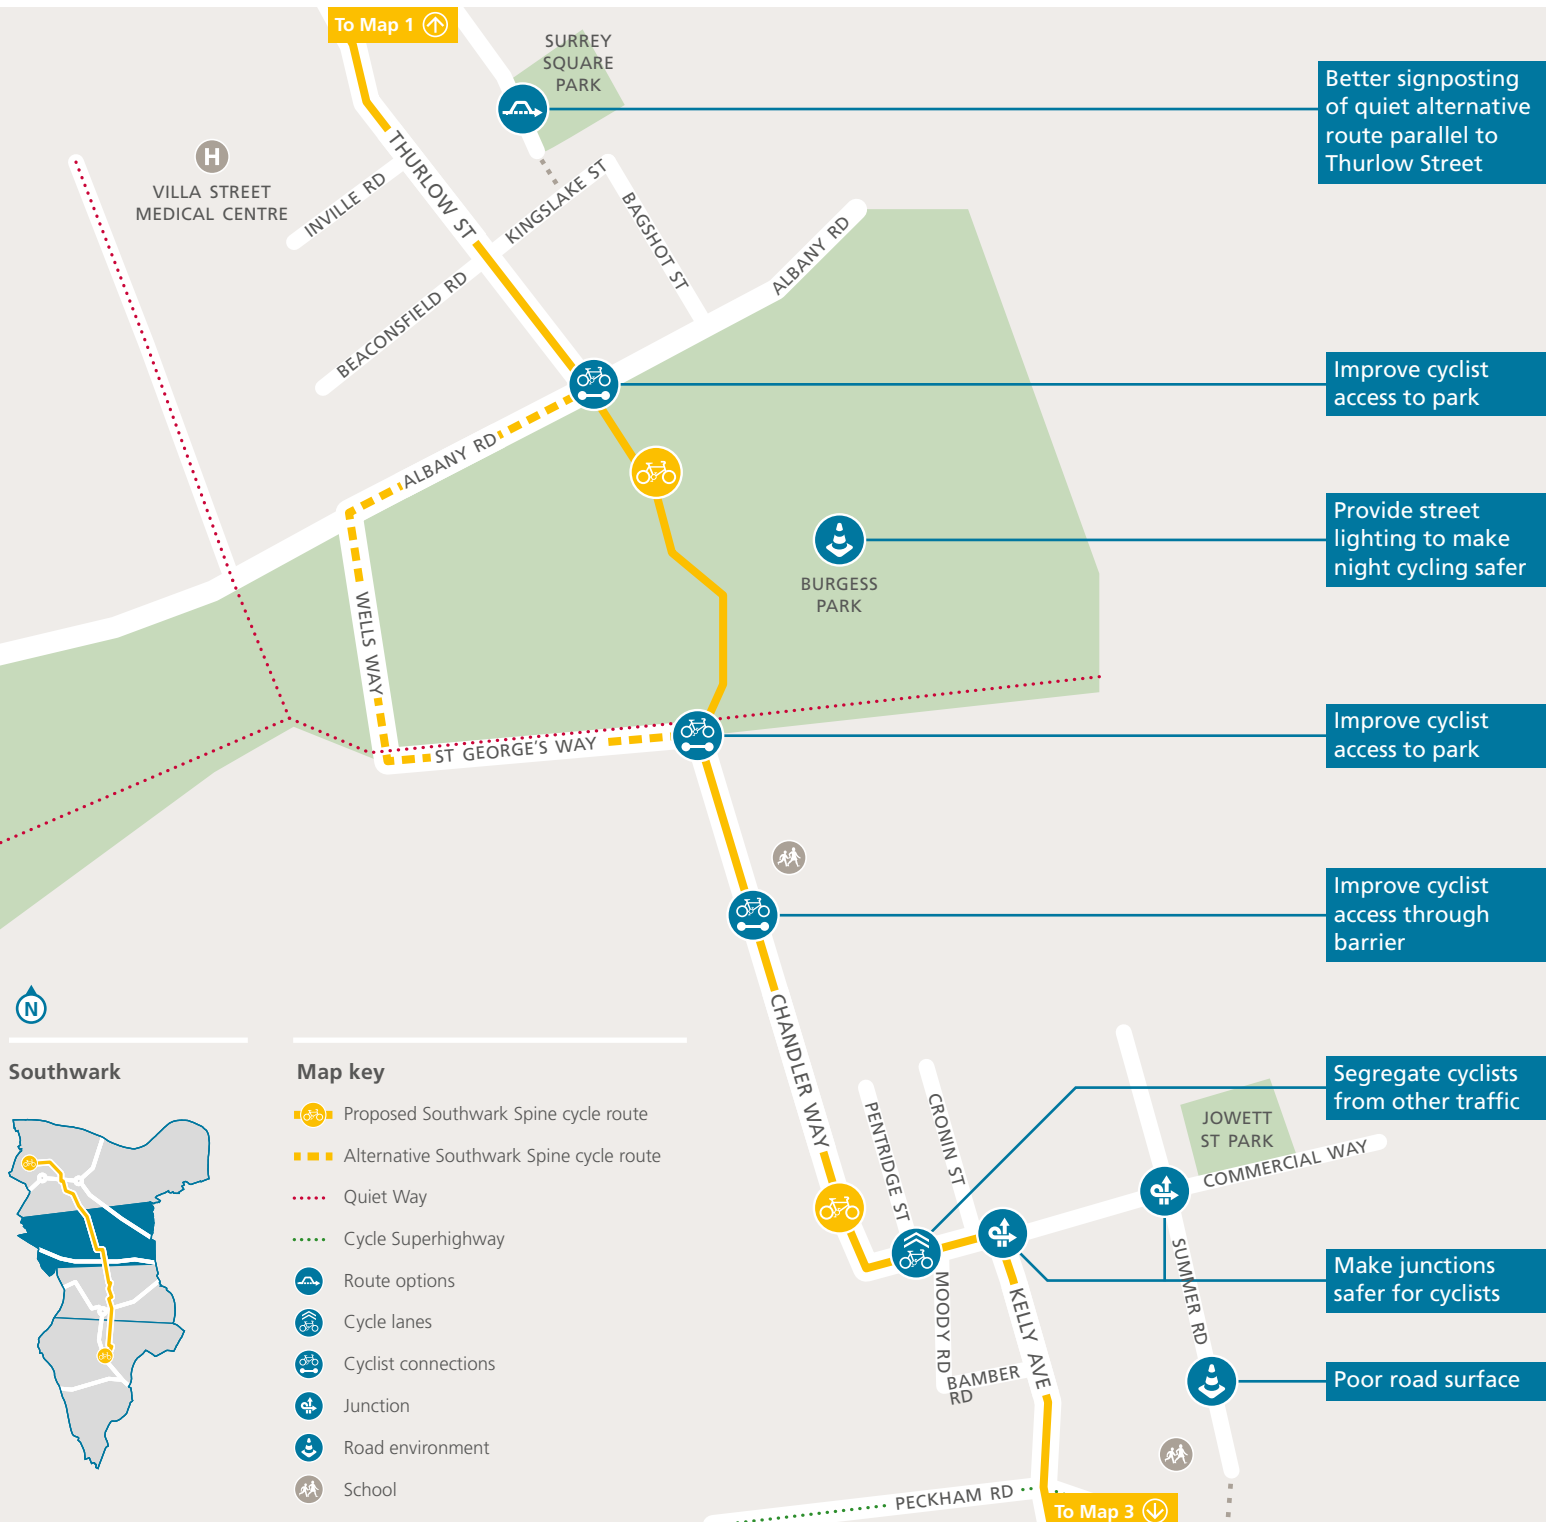 To Map 1
SURREY
SQUARE
PARK
Better signposting
of quiet alternative
route parallel to
Thurlow Street
H
VILLA STREET
MEDICAL CENTRE
THURLOW ST
INVILLE RD
KINGSLAKE ST
BAGSHOT ST
BEACONSFIELD RD
ALBANY RD
Improve cyclist
access to park
ALBANY RD
Provide street
lighting to make
night cycling safer
BURGESS
PARK
WELLS WAY
ST GEORGE'S WAY
Improve cyclist
access to park
Improve cyclist
access through
barrier
CHANDLER WAY
PENTRIDGE ST
CRONIN ST
Segregate cyclists
from other traffic
JOWETT
ST PARK
COMMERCIAL WAY
SUMMER RD
Make junctions
safer for cyclists
MOODY RD
KELLY AVE
BAMBER
RD
Poor road surface
PECKHAM RD
To Map 3
N
Southwark
Map key
Proposed Southwark Spine cycle route
Alternative Southwark Spine cycle route
Quiet Way
Cycle Superhighway
Route options
Cycle lanes
Cyclist connections
Junction
Road environment
School